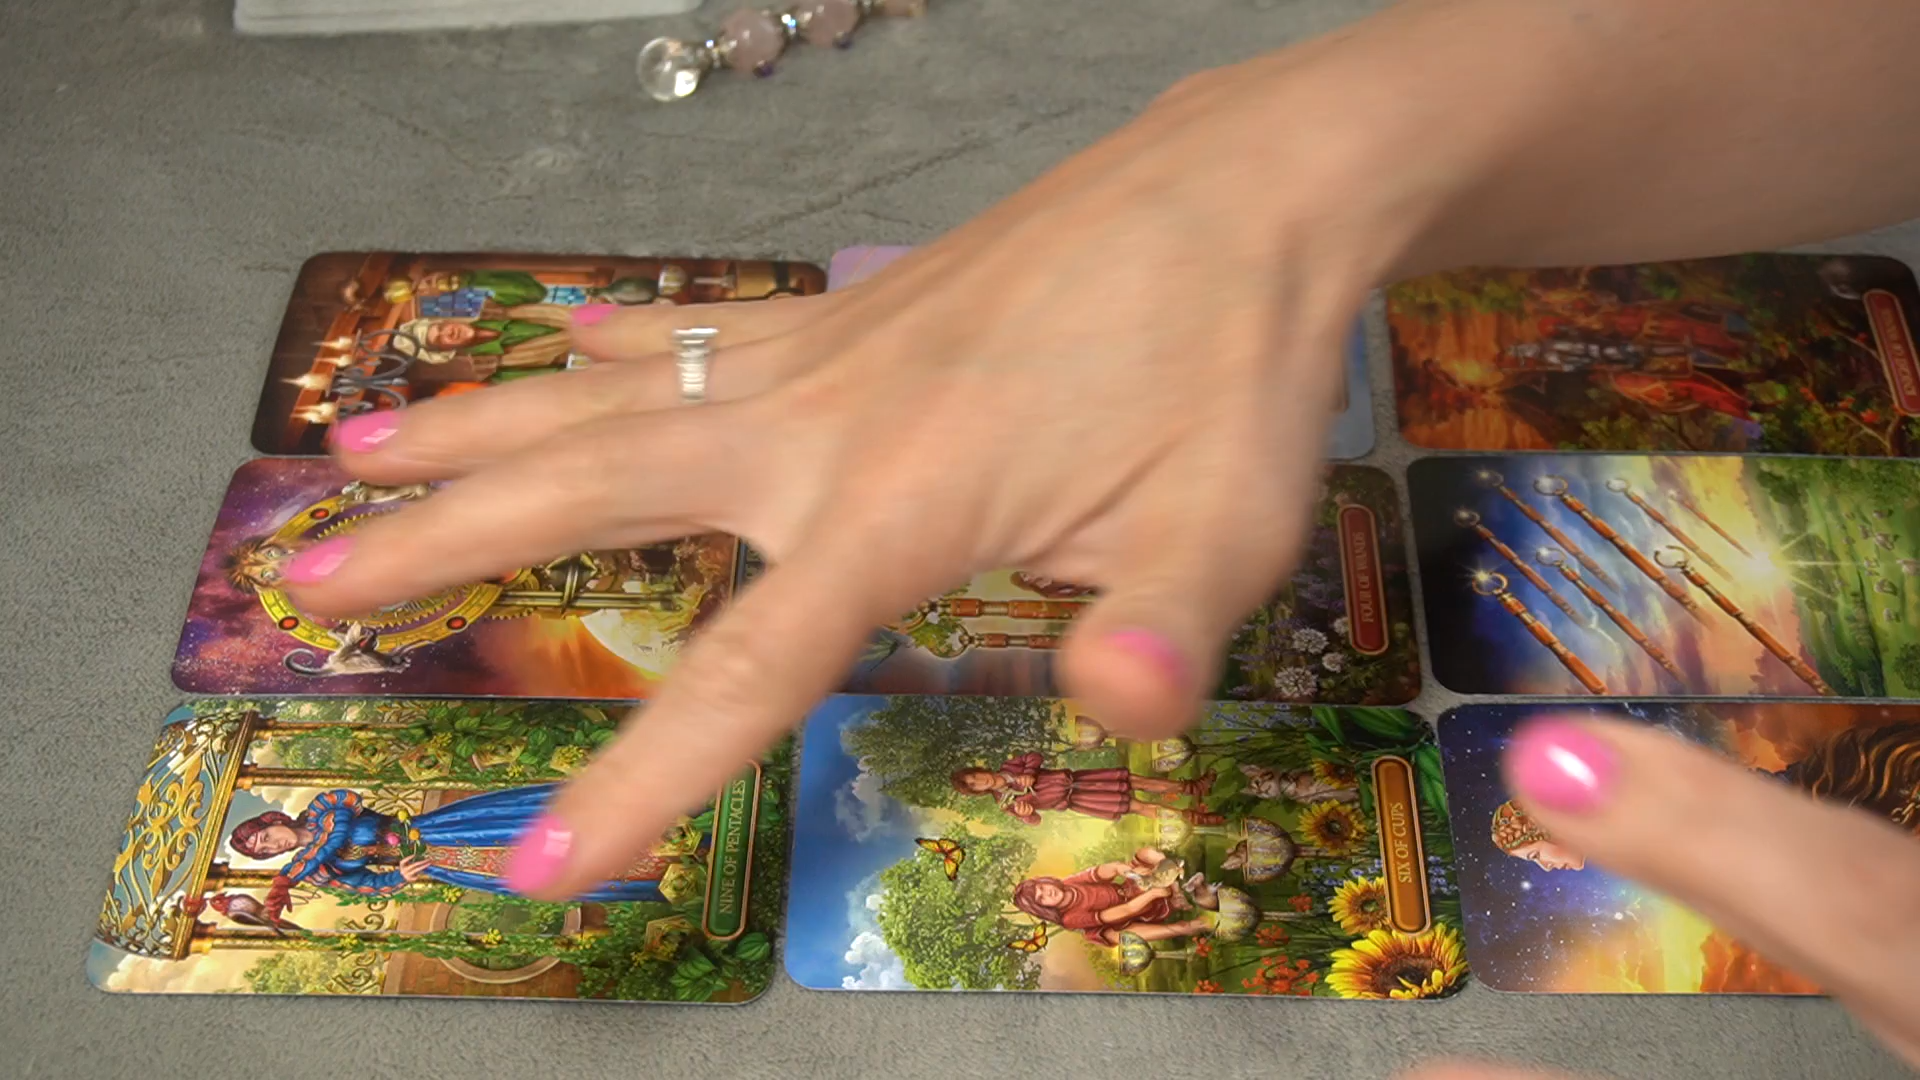 FOUR OF WANDS
NINE OF PENTACLES
SIX OF CUPS